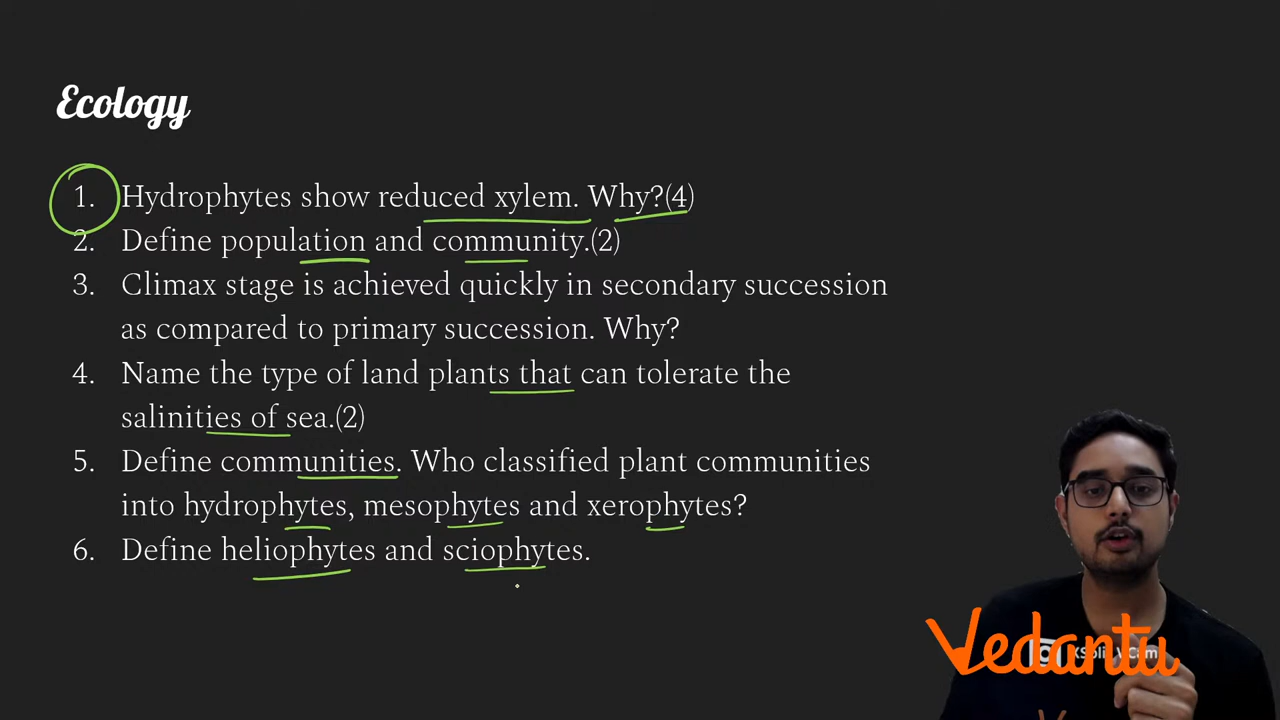 Ecology
1. Hydrophytes show reduced xylem. Why?(4)
2. Define population and community.(2)
3. Climax stage is achieved quickly in secondary succession
as compared to primary succession. Why?
4. Name the type of land plants that can tolerate the
salinities of sea.(2)
5. Define communities. Who classified plant communities
into hydrophytes, mesophytes and xerophytes?
6. Define heliophytes and sciophytes.
Vedantu
XSplit VCam